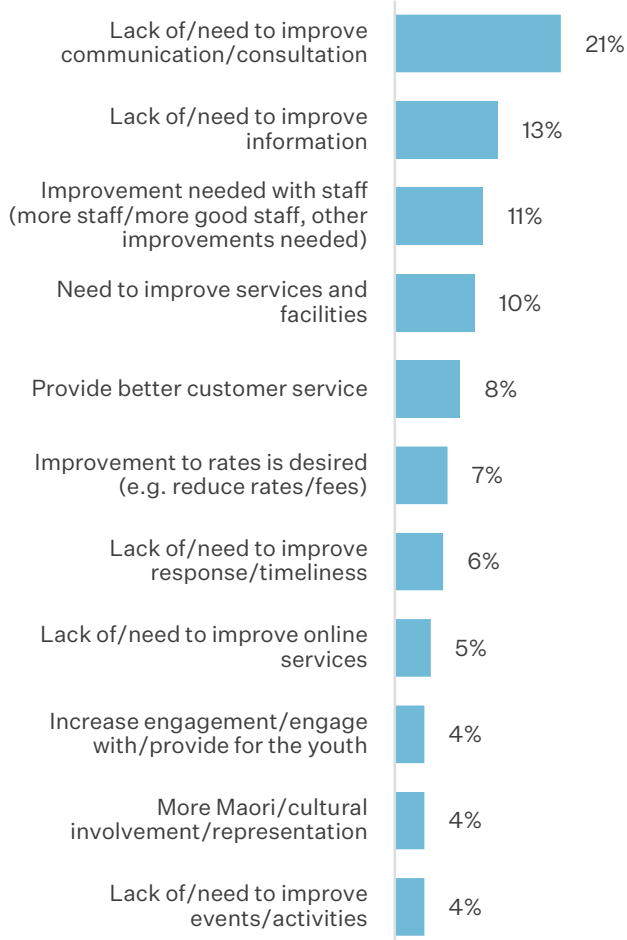 Lack of/need to improve
communication/consultation
21%
Lack of/need to improve
information
13%
Improvement needed with staff
(more staff/more good staff, other
improvements needed)
11%
Need to improve services and
facilities
10%
Provide better customer service
8%
Improvement to rates is desired
(e.g. reduce rates/fees)
7%
Lack of/need to improve
response/timeliness
6%
Lack of/need to improve online
services
5%
Increase engagement/engage
with/provide for the youth
4%
More Maori/cultural
involvement/representation
4%
Lack of/need to improve
events/activities
4%